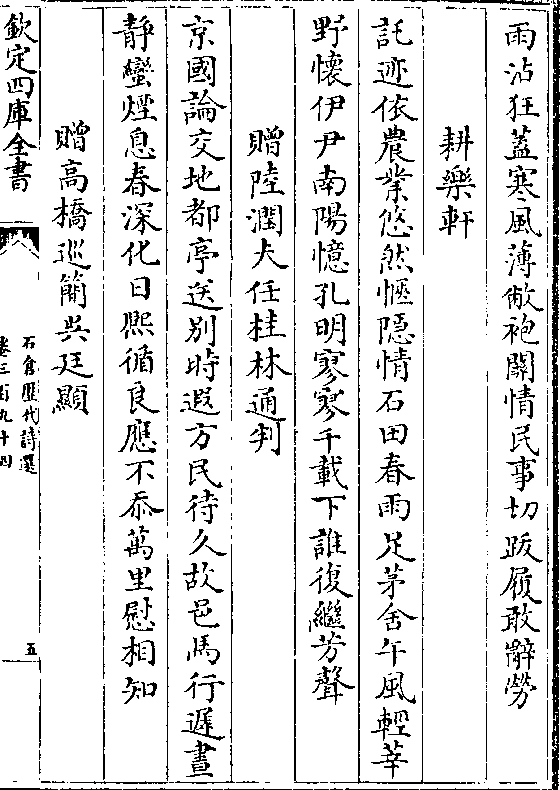 雨沾狂蓋寒風薄敝袍關情民事切跋履敢辭勞
耕樂軒
託迹依農業悠然愜隱情石田春雨足茅舍午風輕莘
野懷伊尹南陽憶孔明寥寥千載下誰復繼芳聲
贈陸潤夫任桂林通判
京國論交地都亭送別時遐方民待久故邑馬行遲晝
靜蠻煙息春深化日熙循良應不忝萬里慰相知
贈高橋巡簡吳廷顯
欽定四庫全書
石倉歷代詩選
卷三百九十四
五